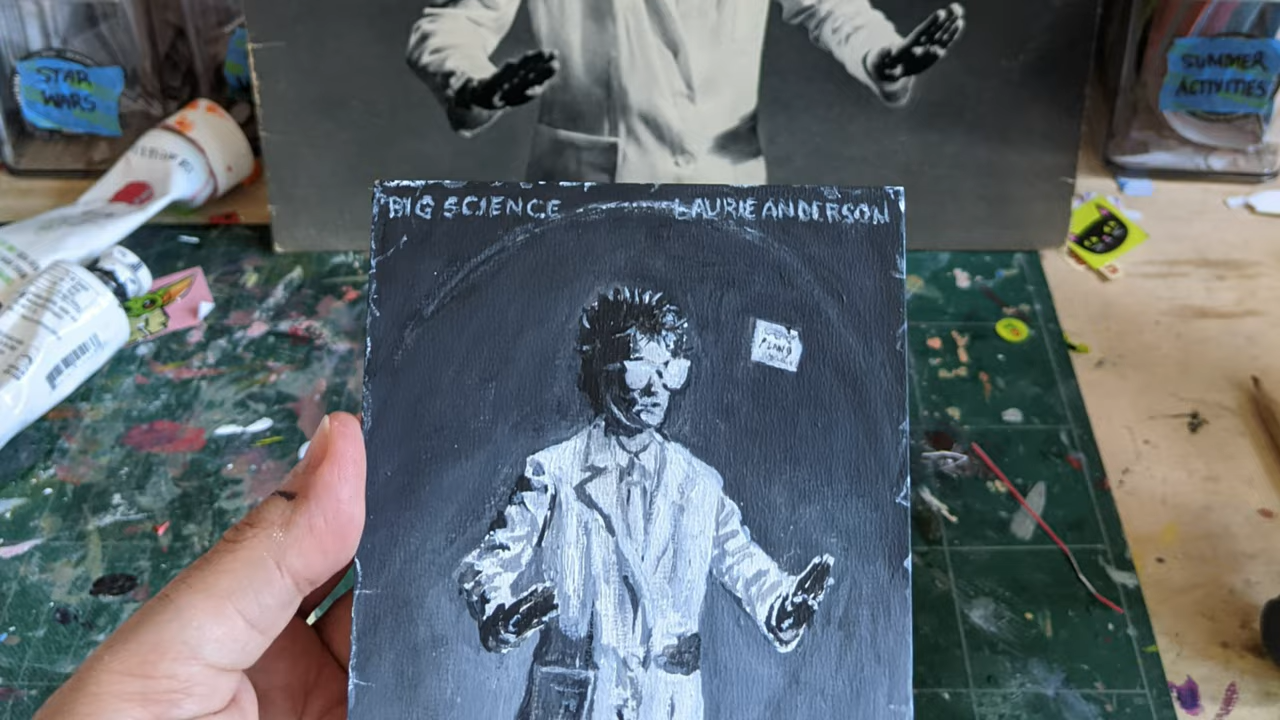 STAR
WARS
SUMMER
ACTIVITIES
BIG SCIENCE
LAURIE ANDERSON